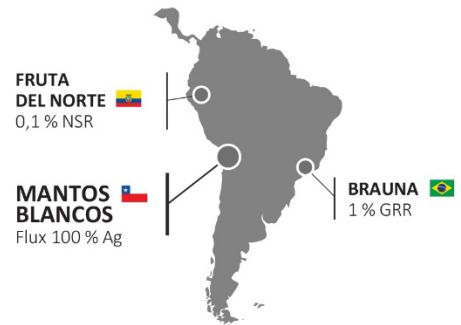 FRUTA
DEL NORTE
0,1 % NSR
MANTOS
BLANCOS
Flux 100 % Ag
BRAUNA
1 % GRR